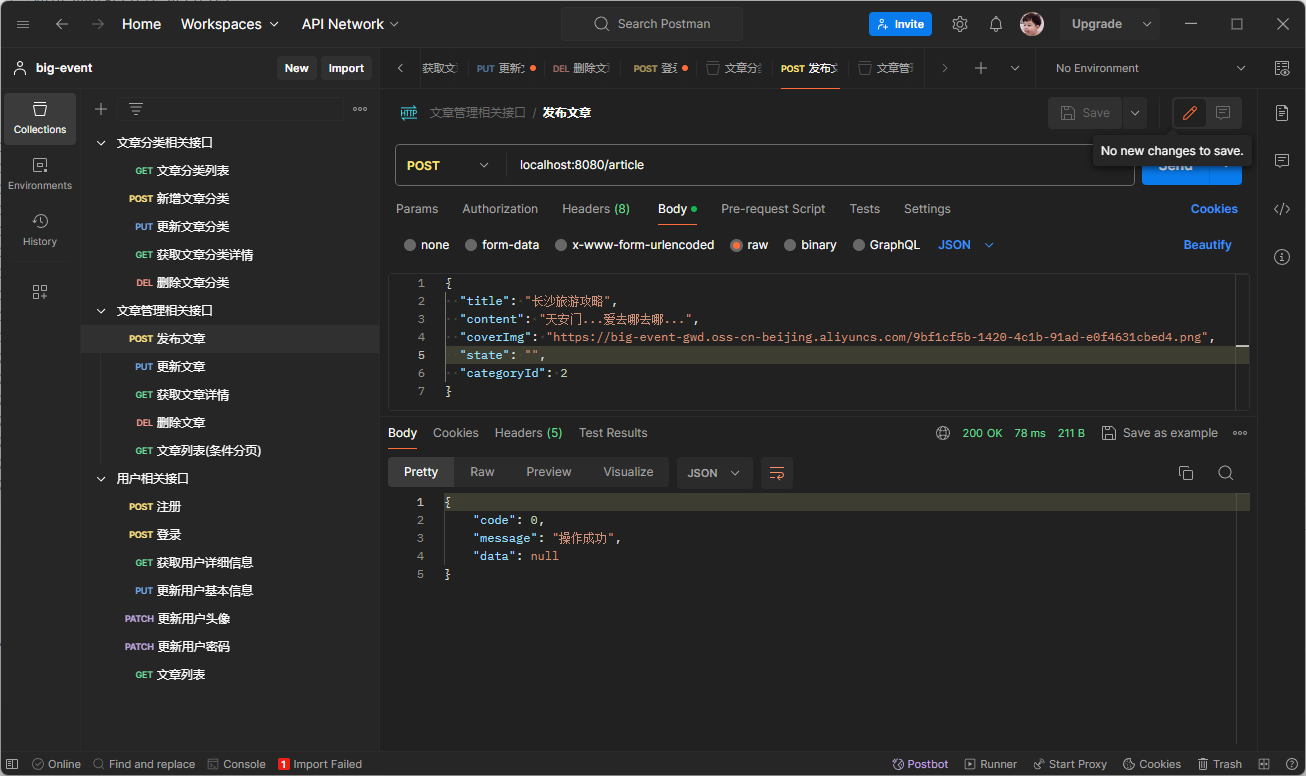 Home Workspaces API Network Search Postman Invite Upgrade
big-event New Import 获取文 PUT 更新文 DEL 删除文 POST 登录 文章分 POST 发布文 文章管 No Environment
Collections
Environments
History
文章分类相关接口
GET 文章分类列表
POST 新增文章分类
PUT 更新文章分类
GET 获取文章分类详情
DEL 删除文章分类
文章管理相关接口
POST 发布文章
PUT 更新文章
GET 获取文章详情
DEL 删除文章
GET 文章列表(条件分页)
用户相关接口
POST 注册
POST 登录
GET 获取用户详细信息
PUT 更新用户基本信息
PATCH 更新用户头像
PATCH 更新用户密码
GET 文章列表
HTTP 文章管理相关接口 / 发布文章 Save
No new changes to save.
POST localhost:8080/article Send
Params Authorization Headers (8) Body Pre-request Script Tests Settings Cookies
none form-data x-www-form-urlencoded raw binary GraphQL JSON Beautify
1 {
2 "title": "长沙旅游攻略",
3 "content": "天安门...爱去哪去哪...",
4 "coverImg": "https://big-event-gwd.oss-cn-beijing.aliyuncs.com/9bf1cf5b-1420-4c1b-91ad-e0f4631cbed4.png",
5 "state": "",
6 "categoryId": 2
7 }
Body Cookies Headers (5) Test Results 200 OK 78 ms 211 B Save as example
Pretty Raw Preview Visualize JSON
1 {
2 "code": 0,
3 "message": "操作成功",
4 "data": null
5 }
Online Find and replace Console 1 Import Failed Postbot Runner Start Proxy Cookies Trash